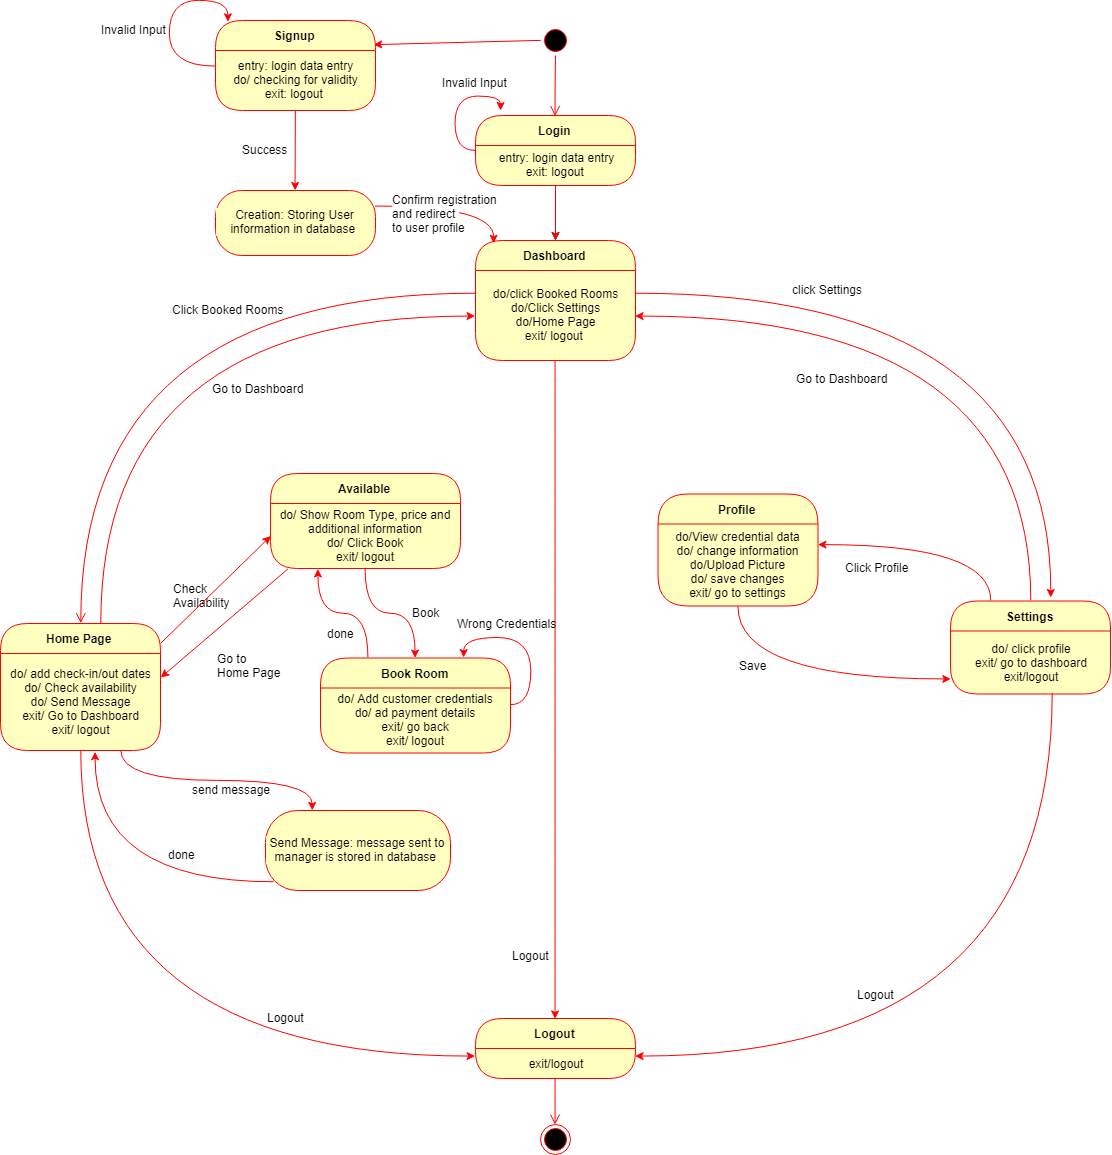 Invalid Input
Signup
entry: login data entry
do/ checking for validity
exit: logout
Invalid Input
Login
entry: login data entry
exit: logout
Success
Creation: Storing User
information in database
Confirm registration
and redirect
to user profile
Dashboard
do/click Booked Rooms
do/Click Settings
do/Home Page
exit/ logout
Click Booked Rooms
click Settings
Go to Dashboard
Go to Dashboard
Available
do/ Show Room Type, price and
additional information
do/ Click Book
exit/ logout
Profile
do/View credential data
do/ change information
do/Upload Picture
do/ save changes
exit/ go to settings
Click Profile
Check
Availability
Book
done
Wrong Credentials
Home Page
do/ add check-in/out dates
do/ Check availability
do/ Send Message
exit/ Go to Dashboard
exit/ logout
Go to
Home Page
Book Room
do/ Add customer credentials
do/ ad payment details
exit/ go back
exit/ logout
Save
Settings
do/ click profile
exit/ go to dashboard
exit/logout
send message
Send Message: message sent to
manager is stored in database
done
Logout
Logout
Logout
Logout
exit/logout